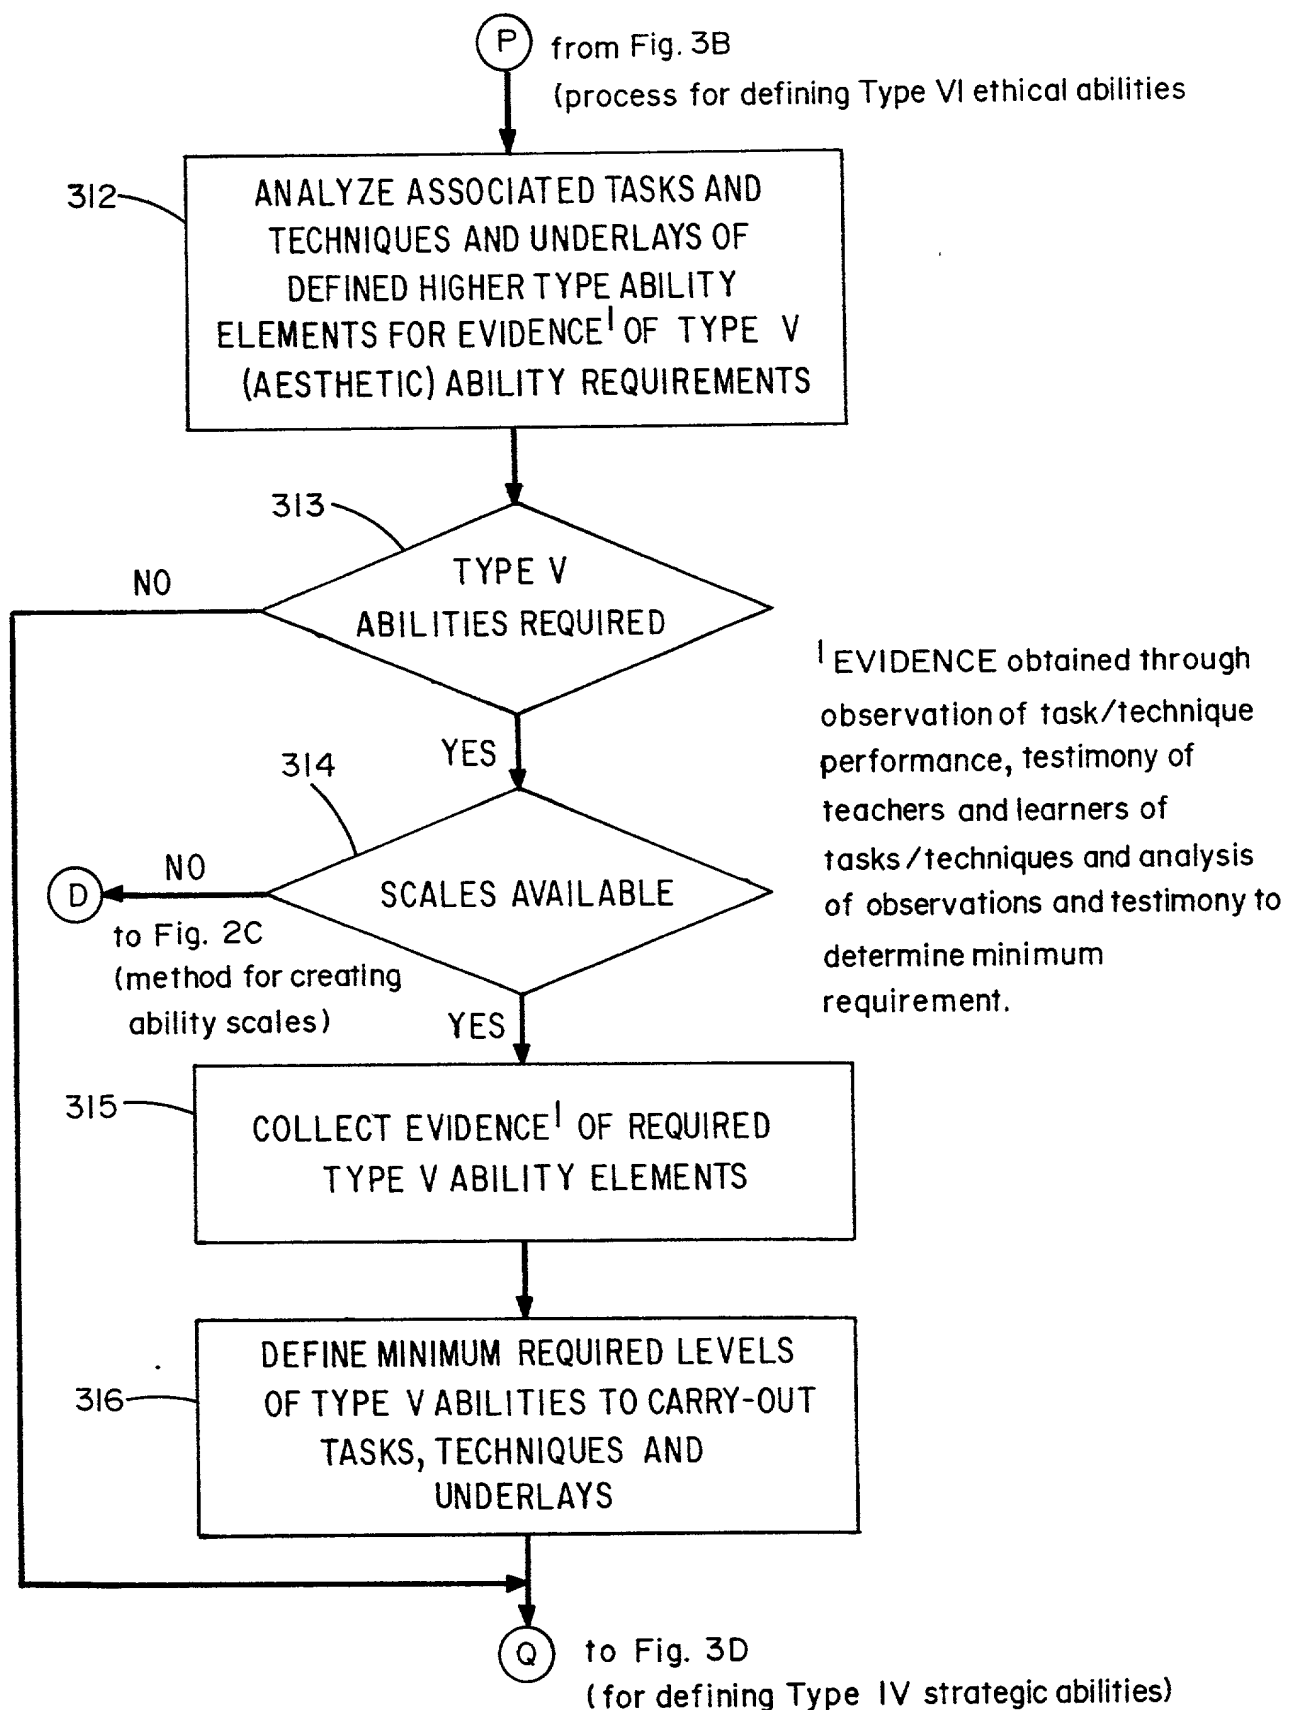 P
from Fig. 3B
(process for defining Type VI ethical abilities
312
ANALYZE ASSOCIATED TASKS AND
TECHNIQUES AND UNDERLAYS OF
DEFINED HIGHER TYPE ABILITY
ELEMENTS FOR EVIDENCE¹ OF TYPE V
(AESTHETIC) ABILITY REQUIREMENTS
313
NO
TYPE V
ABILITIES REQUIRED
YES
¹ EVIDENCE obtained through
observation of task/technique
performance, testimony of
teachers and learners of
tasks/techniques and analysis
of observations and testimony to
determine minimum
requirement.
314
SCALES AVAILABLE
NO
D
to Fig. 2C
(method for creating
ability scales)
YES
315
COLLECT EVIDENCE¹ OF REQUIRED
TYPE V ABILITY ELEMENTS
316
DEFINE MINIMUM REQUIRED LEVELS
OF TYPE V ABILITIES TO CARRY-OUT
TASKS, TECHNIQUES AND
UNDERLAYS
Q
to Fig. 3D
(for defining Type IV strategic abilities)